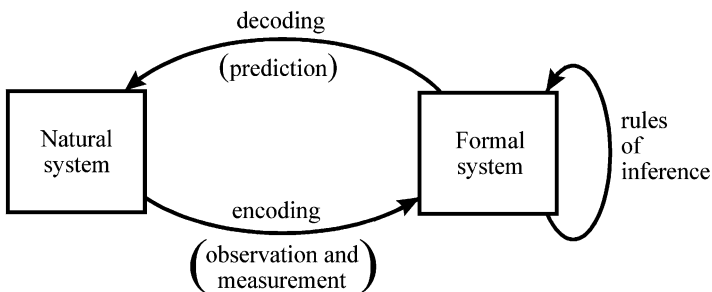 decoding
(prediction)
Natural
system
Formal
system
rules
of
inference
encoding
(observation and
measurement)